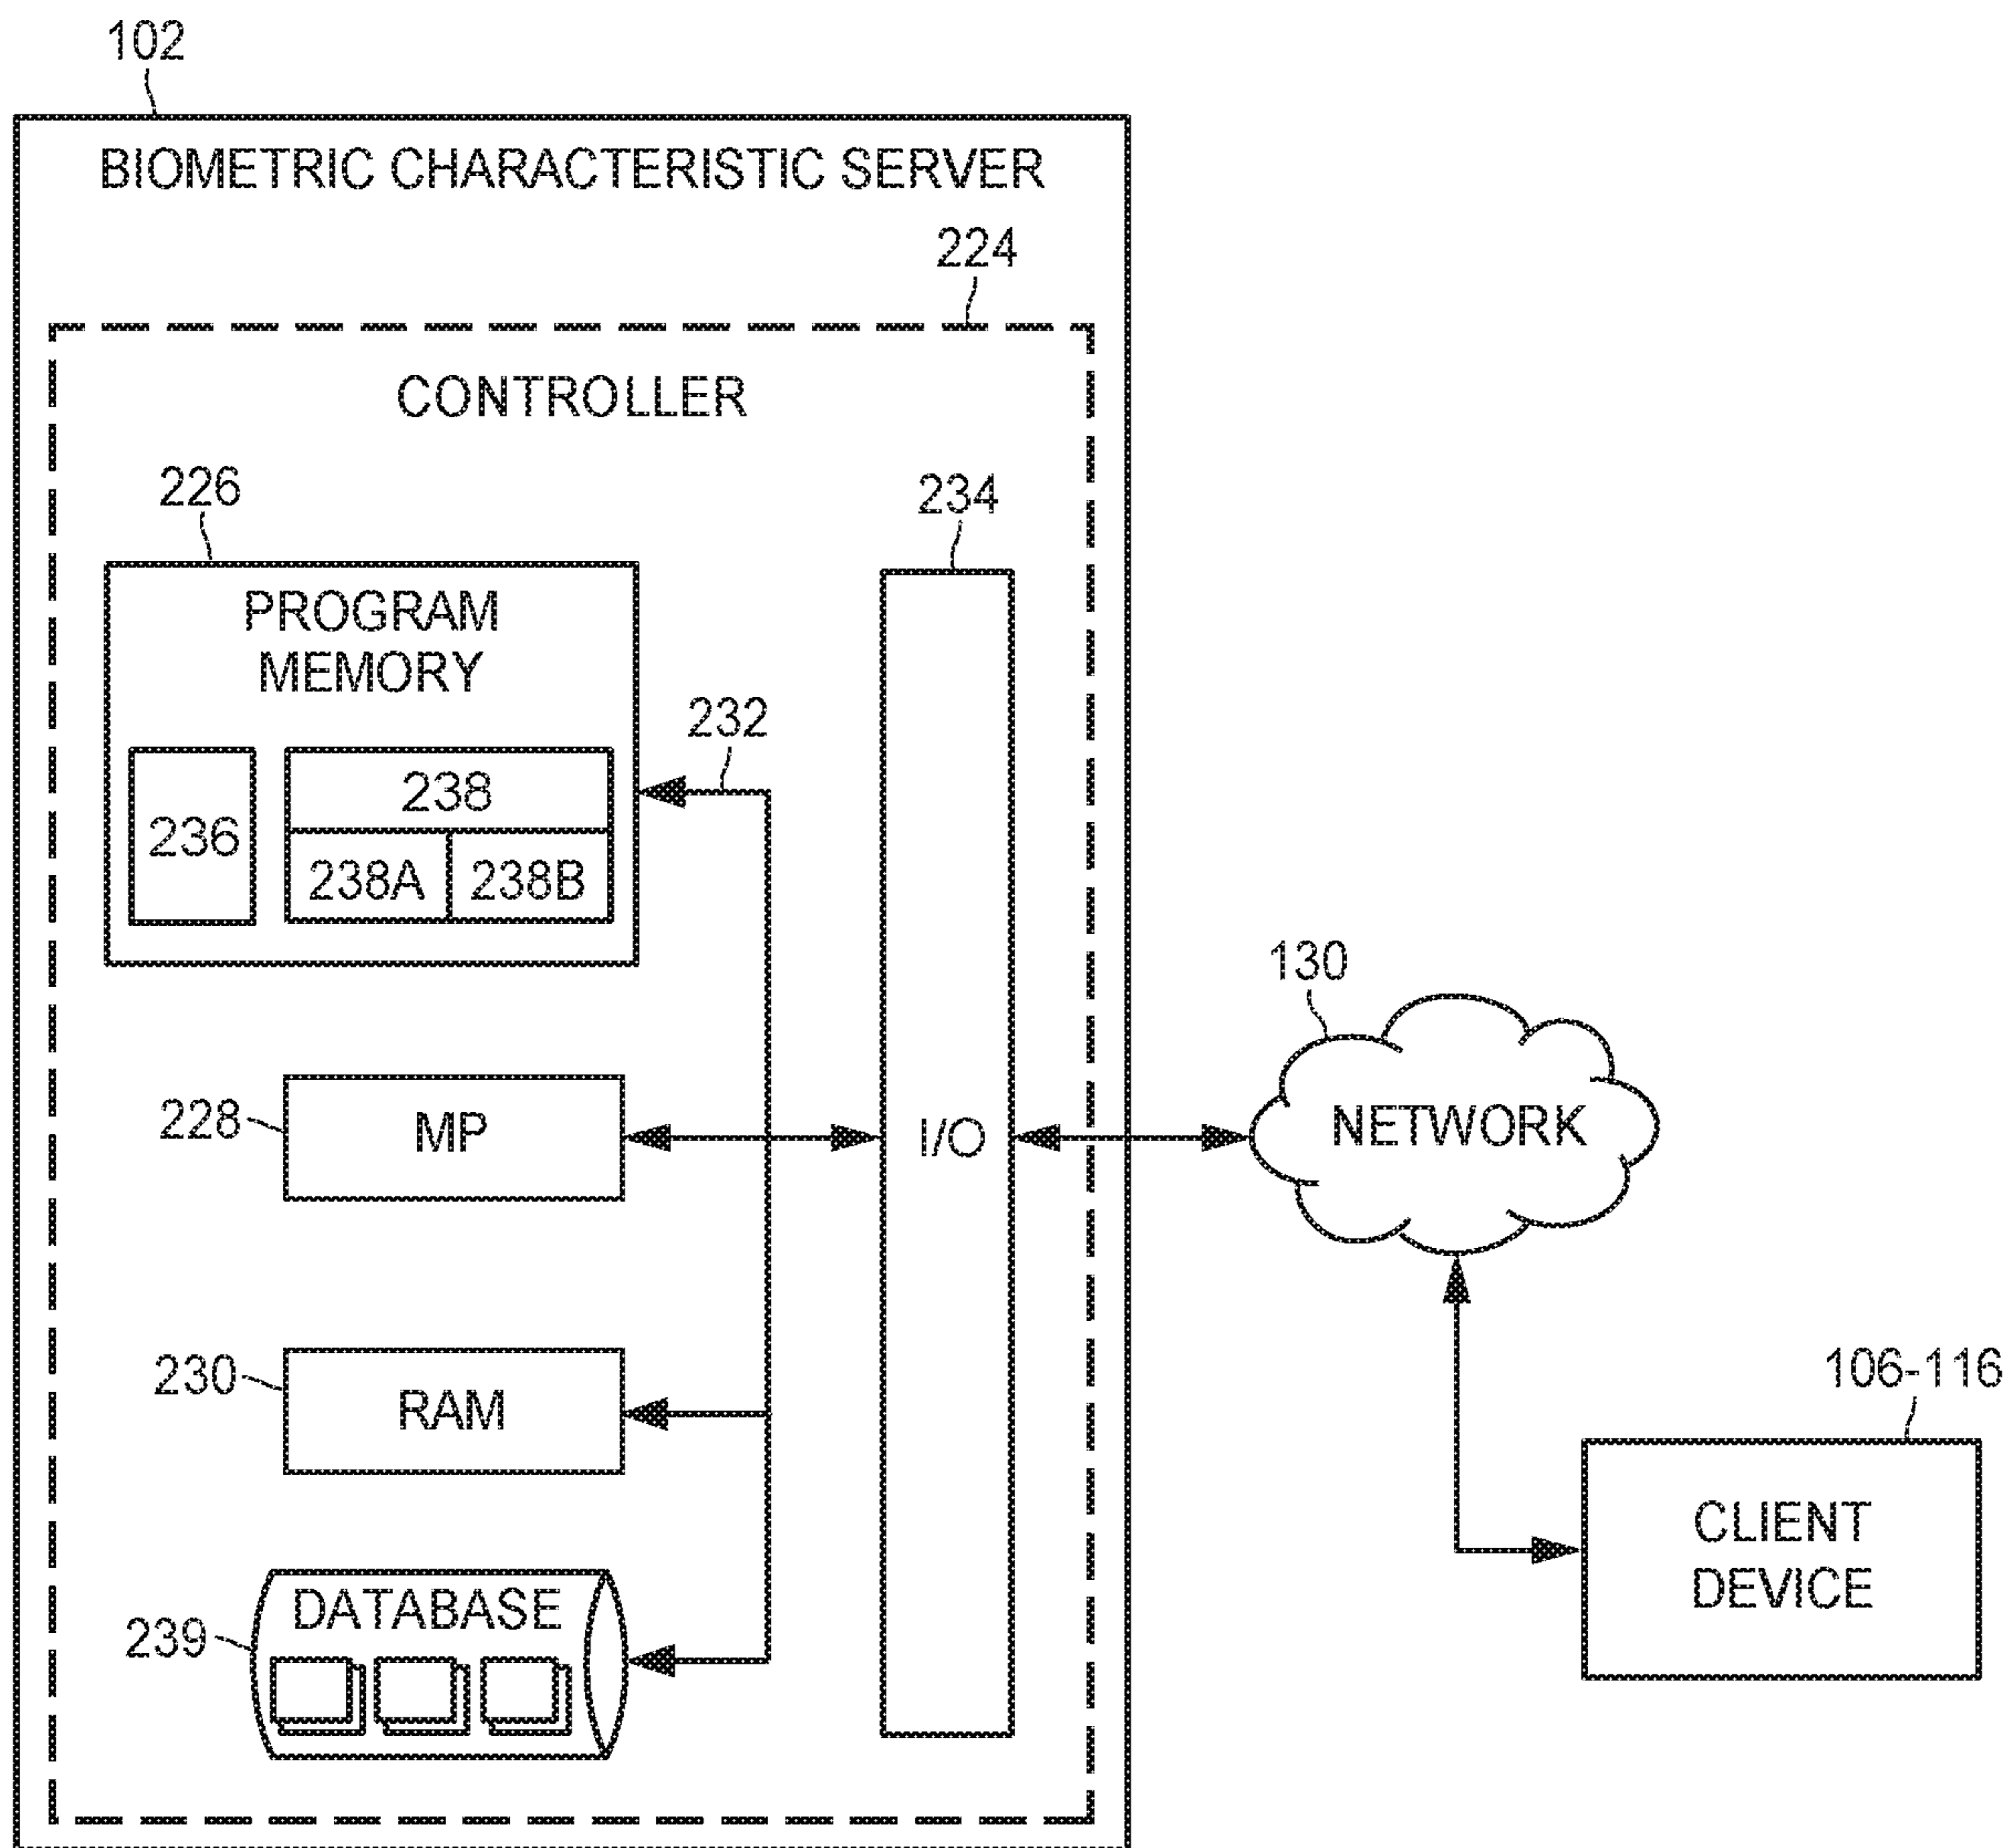 102
BIOMETRIC CHARACTERISTIC SERVER
224
CONTROLLER
226
234
PROGRAM
MEMORY
232
238
236
238A
238B
130
228
MP
I/O
NETWORK
230
RAM
106-116
CLIENT
DEVICE
DATABASE
239